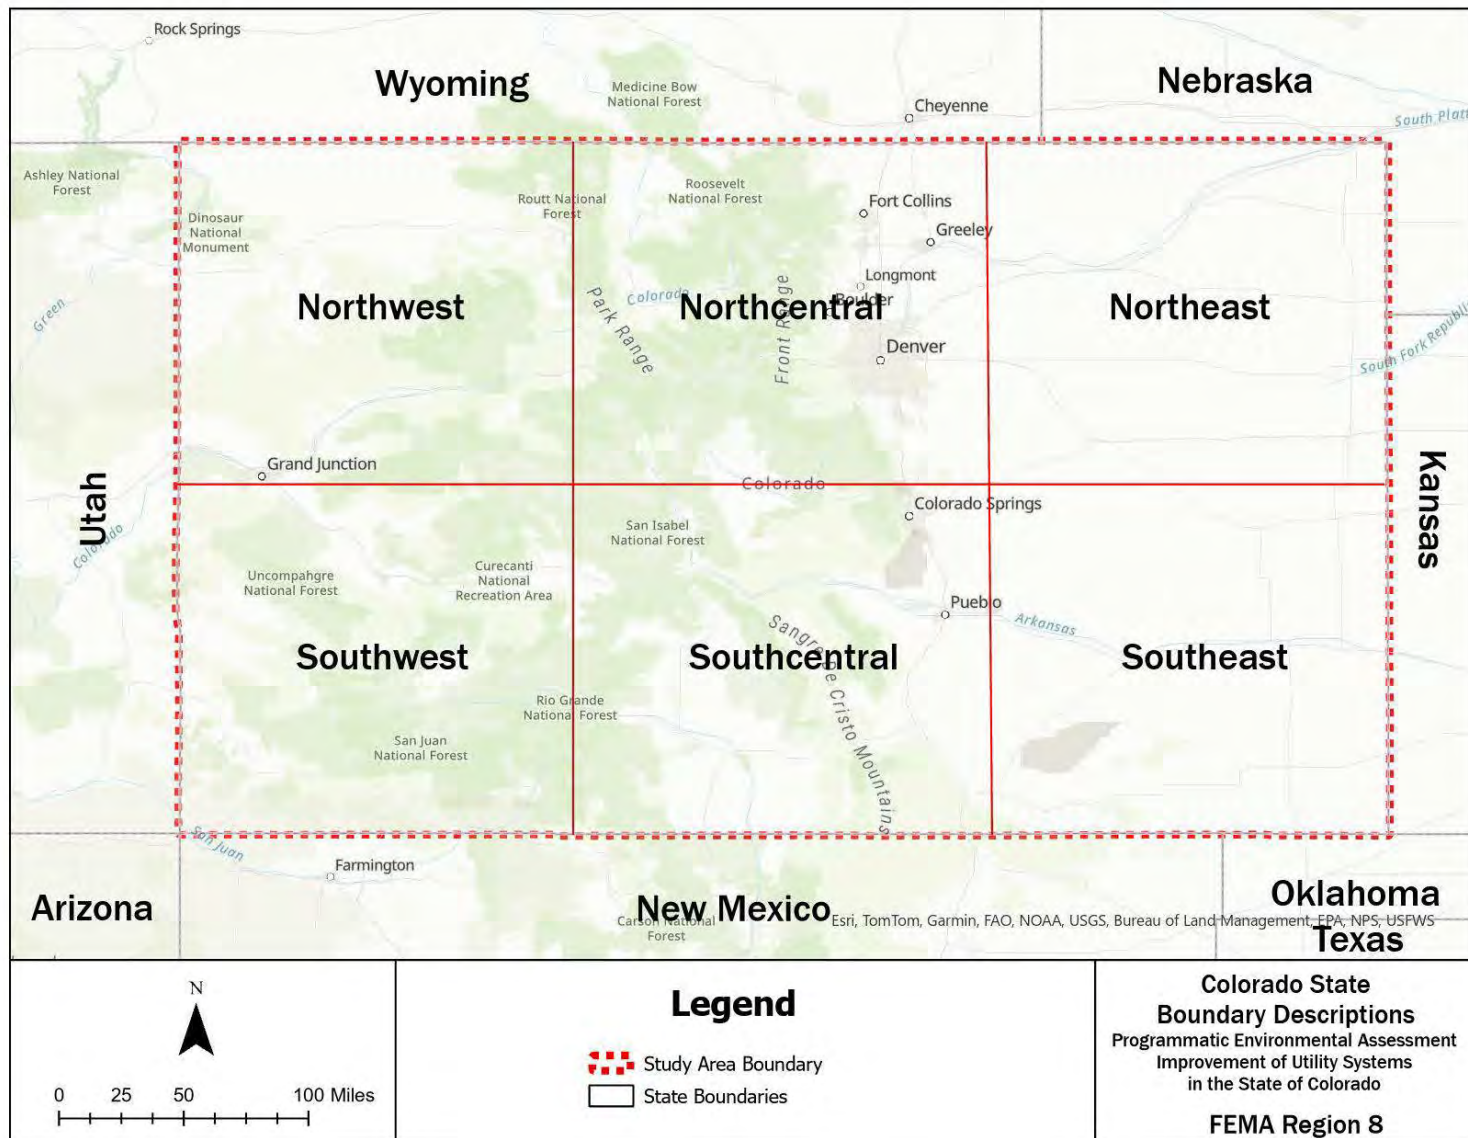 Rock Springs
Wyoming
Medicine Bow
National Forest
Nebraska
Cheyenne
South Platt
Ashley National
Forest
Dinosaur
National
Monument
Routt National
Forest
Roosevelt
National Forest
Fort Collins
Greeley
Longmont
Boulder
Green
Northwest
Park Range
Colorado
Northcentral
Front Range
Denver
Northeast
South Fork Republic
Grand Junction
Utah
Colorado
Colorado
Colorado Springs
Kansas
San Isabel
National Forest
Uncompahgre
National Forest
Curecanti
National
Recreation Area
Pueblo
Arkansas
Southwest
Southcentral
Sangre De Cristo Mountains
Southeast
Rio Grande
National Forest
San Juan
National Forest
San Juan
Farmington
Arizona
New Mexico
Carson National
Forest
Oklahoma
Esri, TomTom, Garmin, FAO, NOAA, USGS, Bureau of Land Management, EPA, NPS, USFWS
Texas
N
0 25 50 100 Miles
Legend
Study Area Boundary
State Boundaries
Colorado State
Boundary Descriptions
Programmatic Environmental Assessment
Improvement of Utility Systems
in the State of Colorado
FEMA Region 8